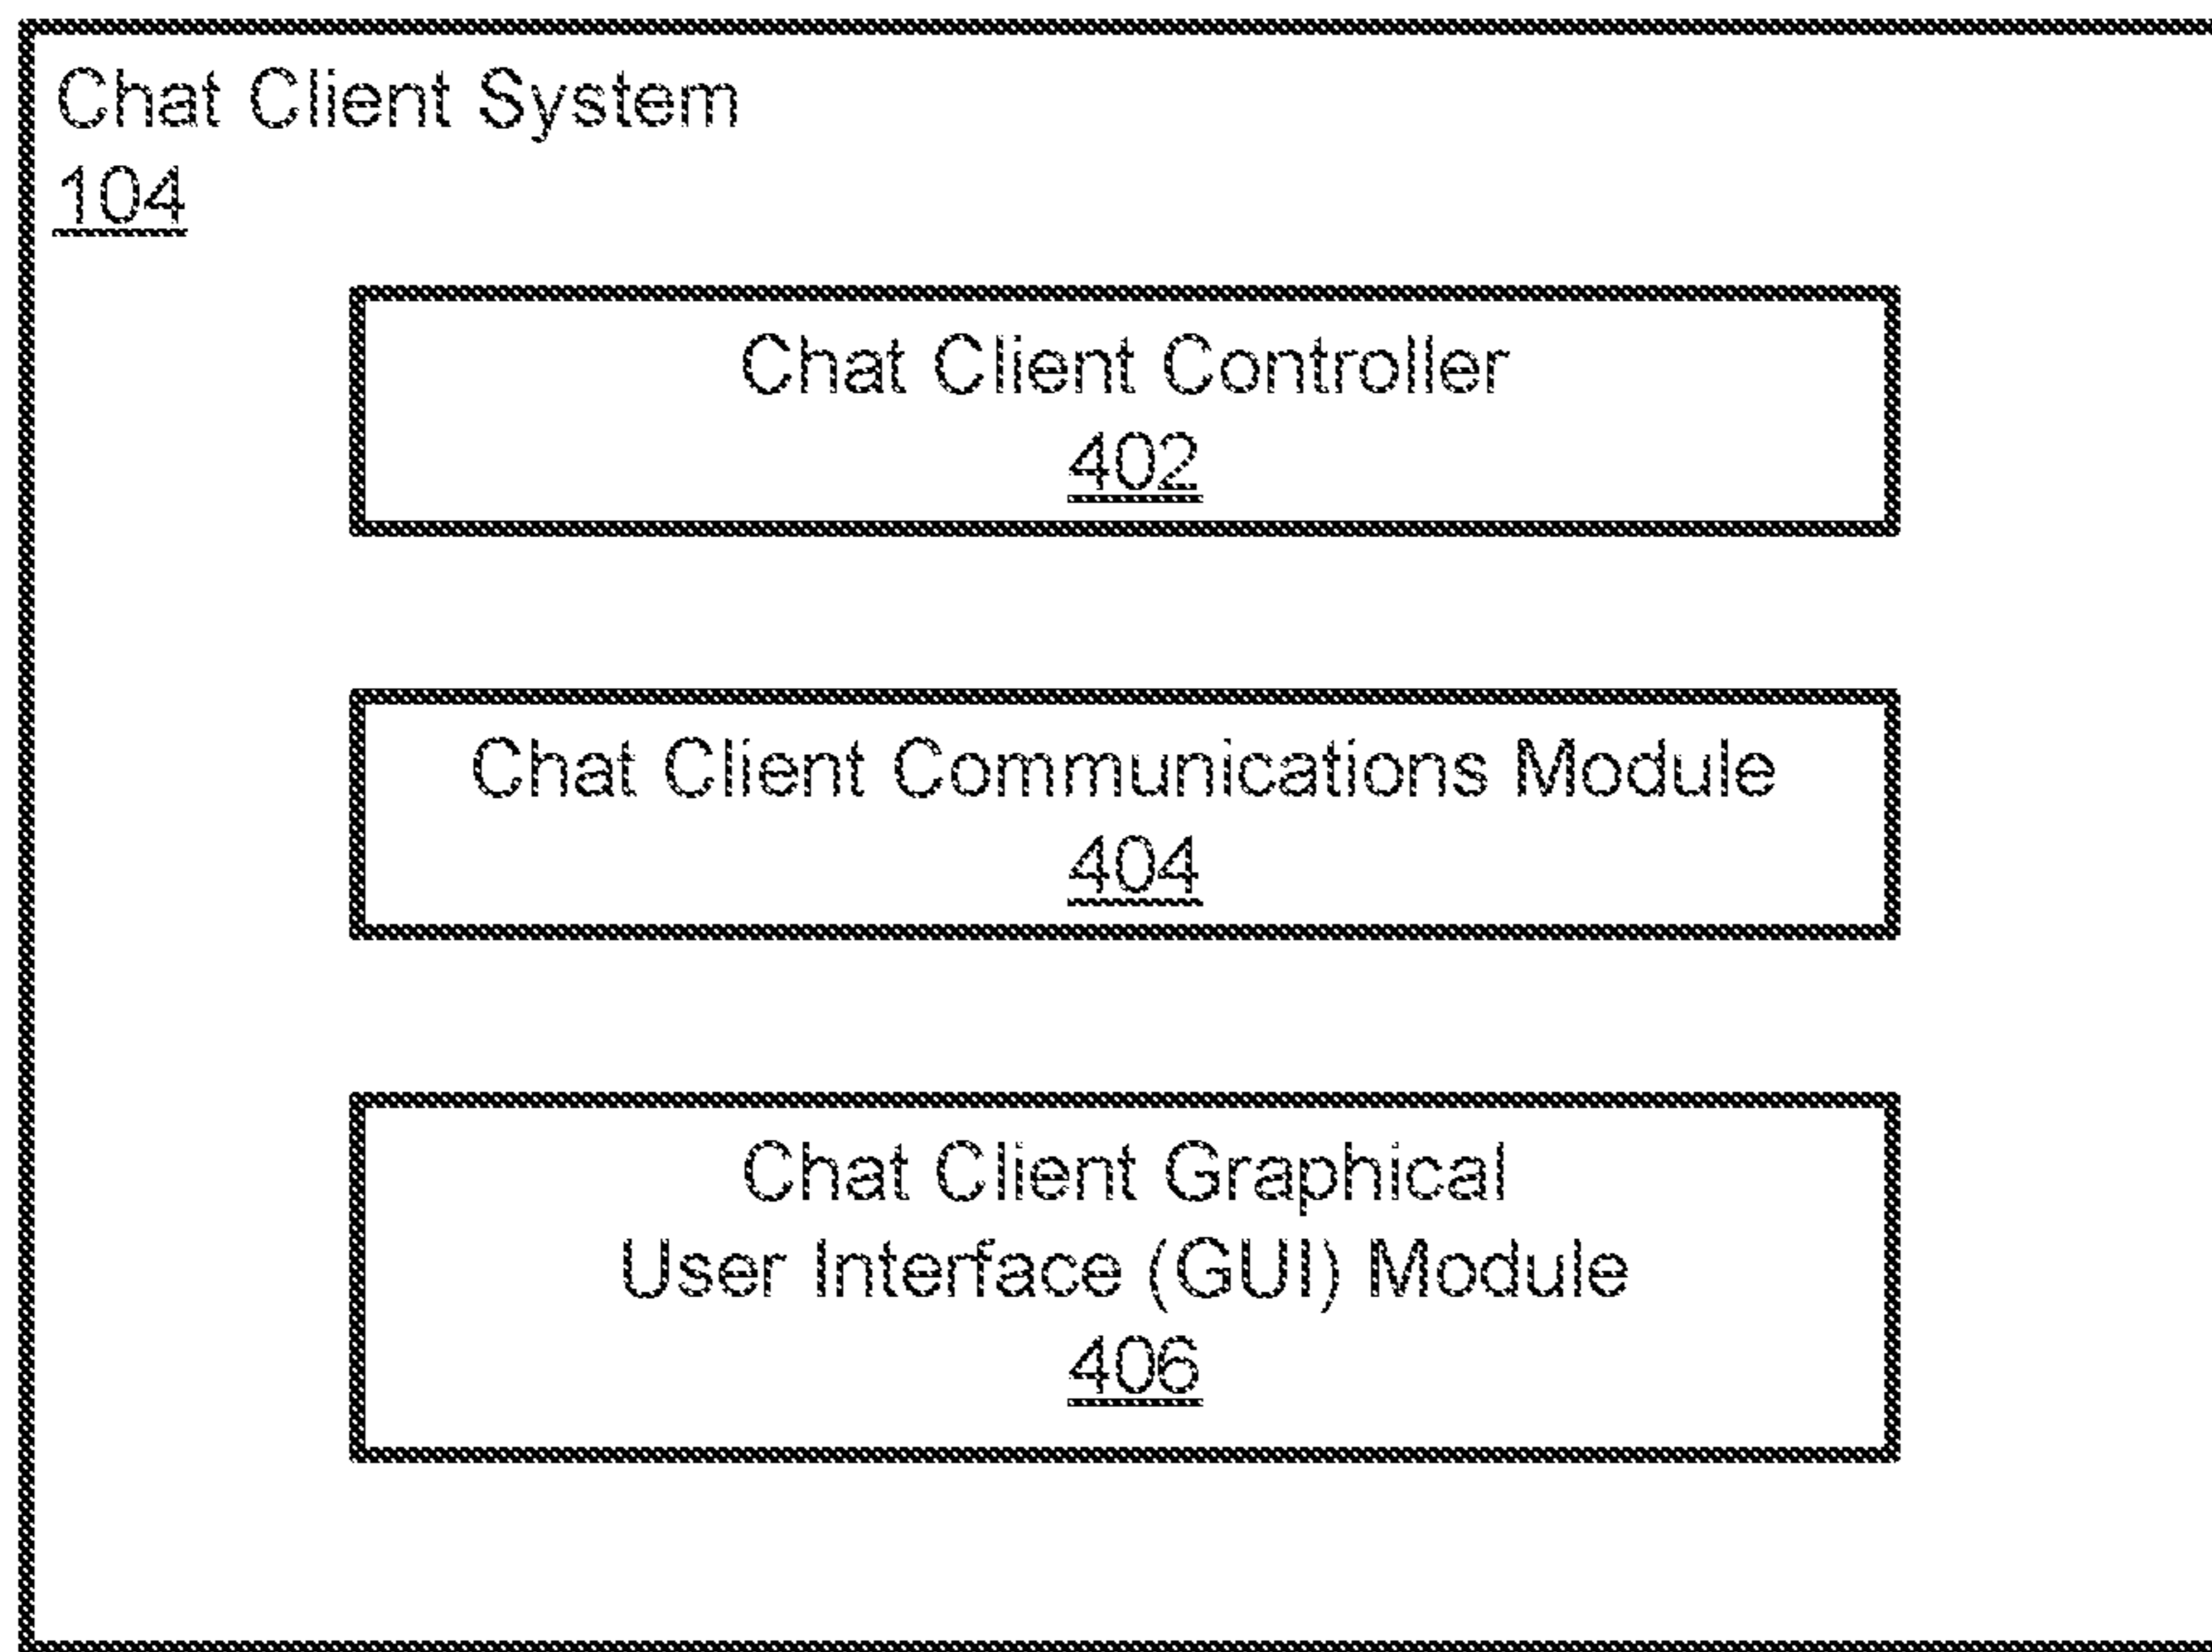 Chat Client System
104
Chat Client Controller
402
Chat Client Communications Module
404
Chat Client Graphical
User Interface (GUI) Module
406